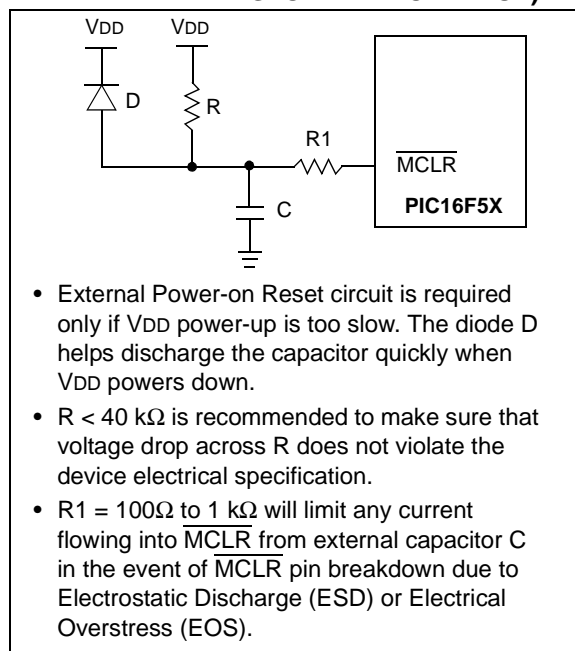 VDD VDD
D
R
R1
MCLR
C
PIC16F5X
• External Power-on Reset circuit is required
only if VDD power-up is too slow. The diode D
helps discharge the capacitor quickly when
VDD powers down.
• R < 40 kΩ is recommended to make sure that
voltage drop across R does not violate the
device electrical specification.
• R1 = 100Ω to 1 kΩ will limit any current
flowing into MCLR from external capacitor C
in the event of MCLR pin breakdown due to
Electrostatic Discharge (ESD) or Electrical
Overstress (EOS).